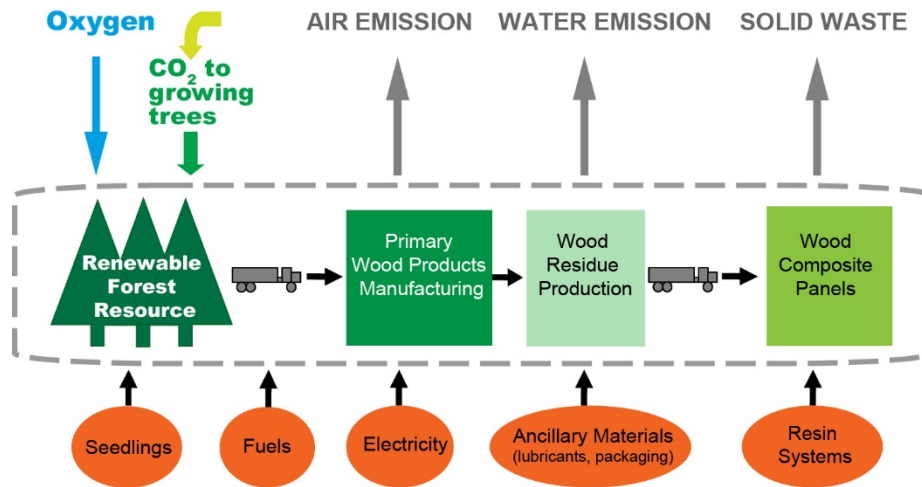 Oxygen
CO₂ to
growing
trees
AIR EMISSION
WATER EMISSION
SOLID WASTE
Renewable
Forest
Resource
Primary
Wood Products
Manufacturing
Wood
Residue
Production
Wood
Composite
Panels
Seedlings
Fuels
Electricity
Ancillary Materials
(lubricants, packaging)
Resin
Systems